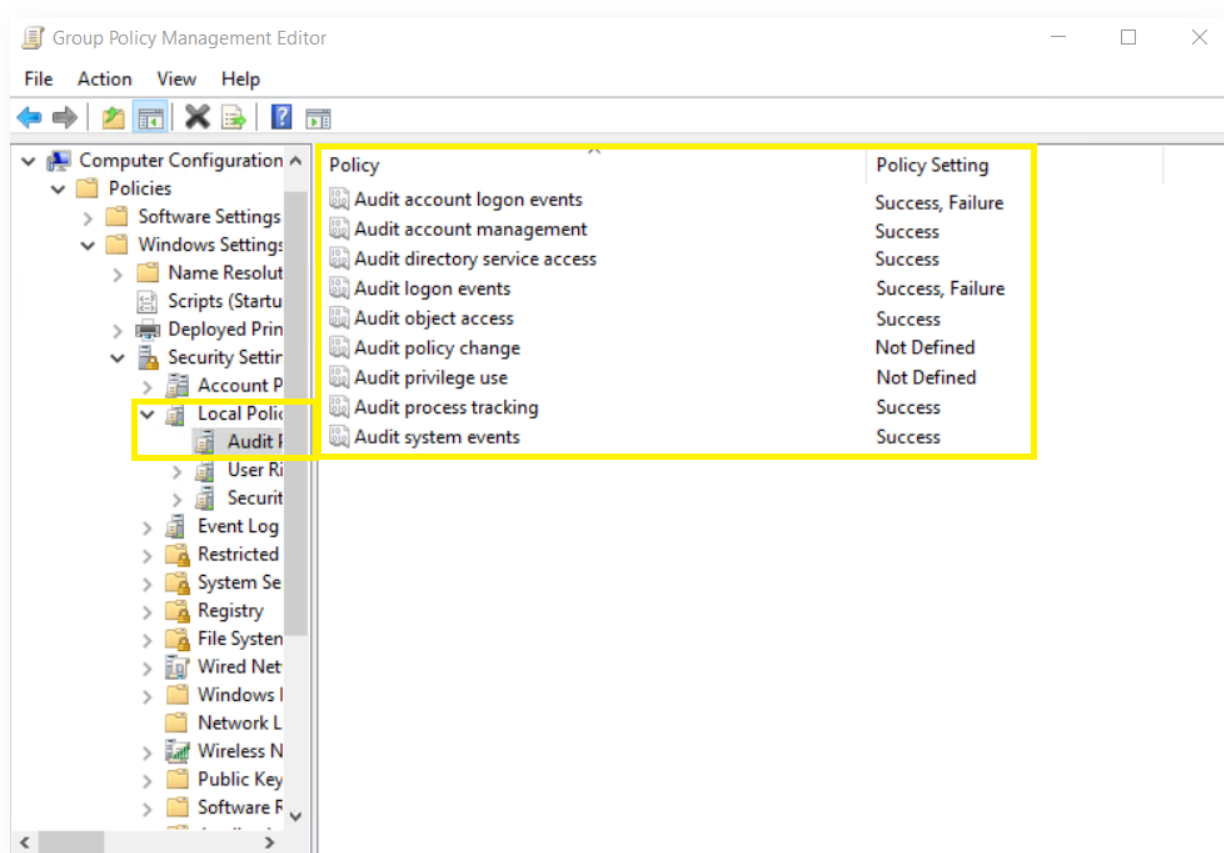 Group Policy Management Editor
File Action View Help
Computer Configuration
Policies
Software Settings
Windows Settings
Name Resolut
Scripts (Startu
Deployed Prin
Security Settin
Account P
Local Polic
Audit P
User Ri
Securit
Event Log
Restricted
System Se
Registry
File System
Wired Net
Windows
Network L
Wireless N
Public Key
Software R
Policy Policy Setting
Audit account logon events Success, Failure
Audit account management Success
Audit directory service access Success
Audit logon events Success, Failure
Audit object access Success
Audit policy change Not Defined
Audit privilege use Not Defined
Audit process tracking Success
Audit system events Success